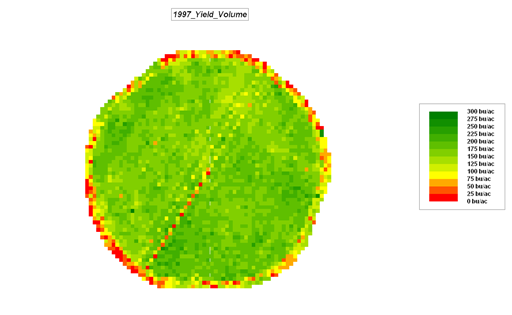 1997_Yield_Volume
300 bu/ac
275 bu/ac
250 bu/ac
225 bu/ac
200 bu/ac
175 bu/ac
150 bu/ac
125 bu/ac
100 bu/ac
75 bu/ac
50 bu/ac
25 bu/ac
0 bu/ac